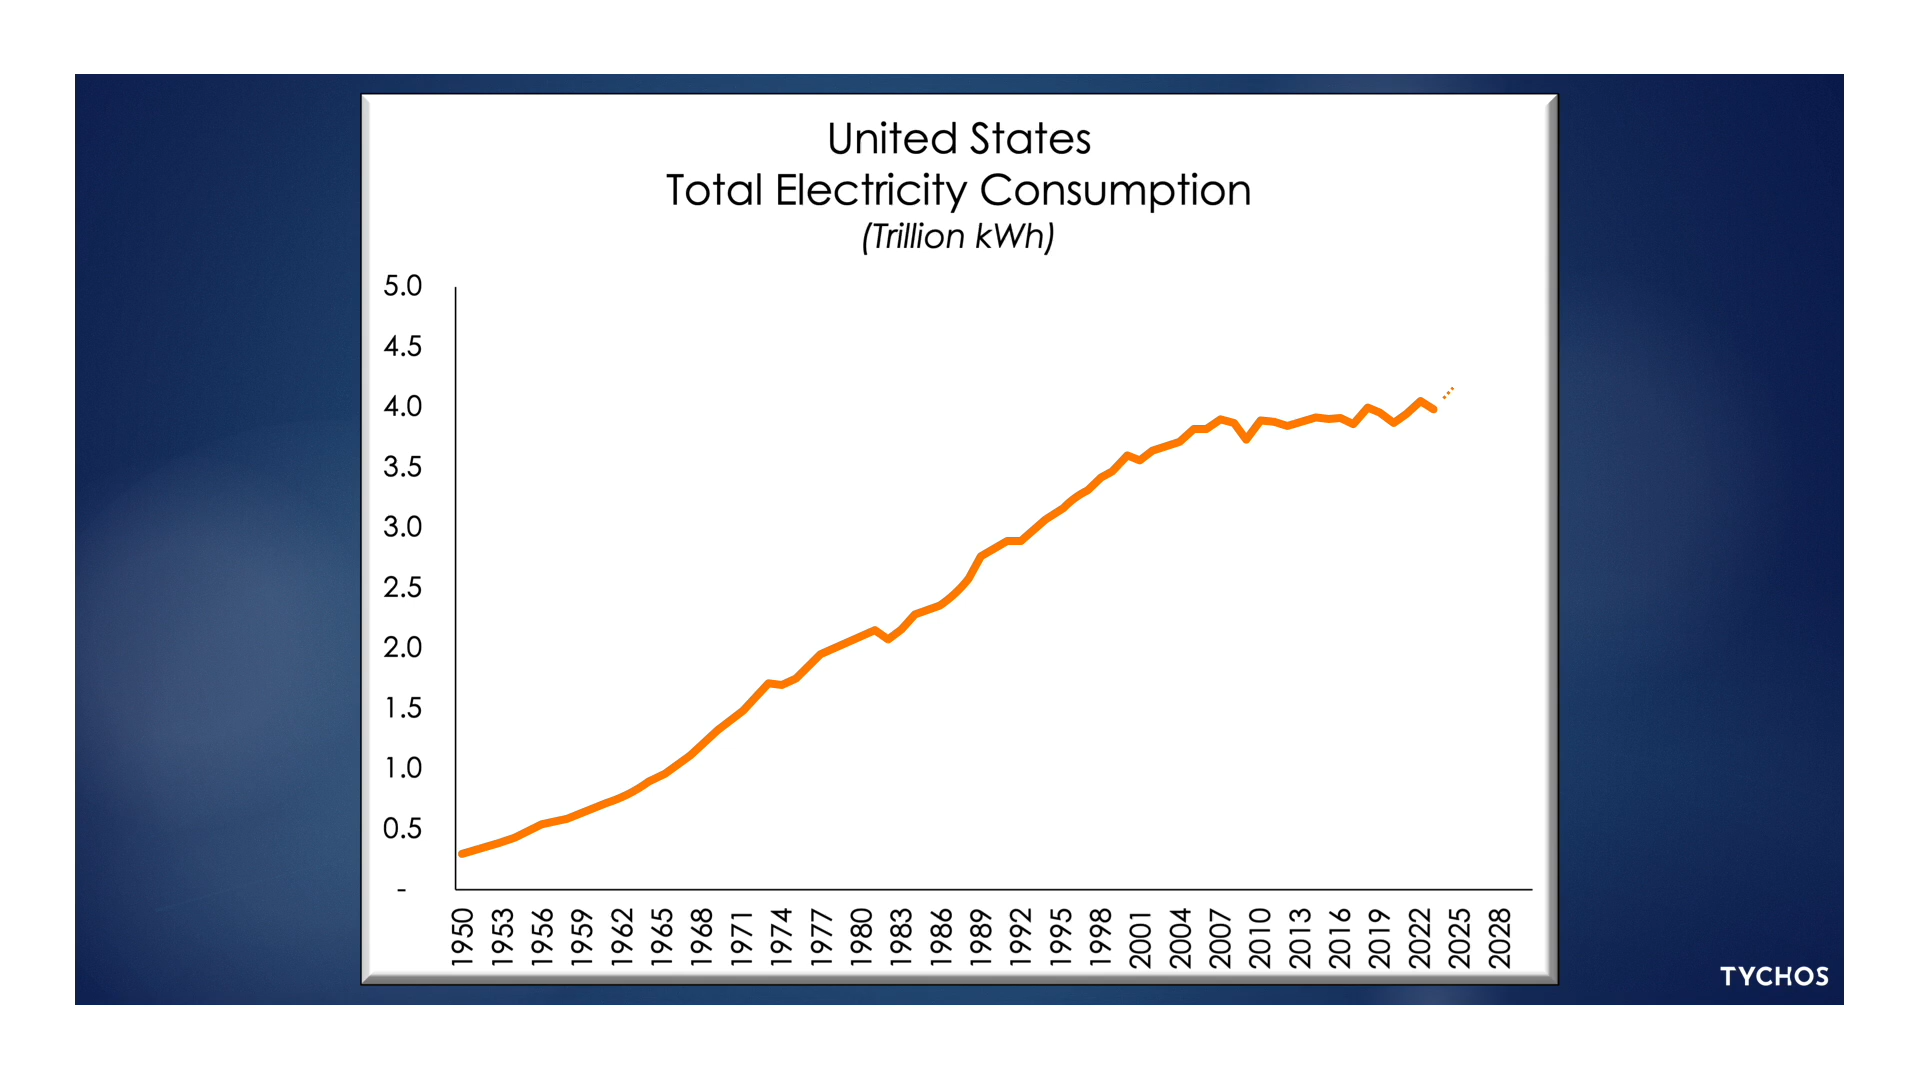 United States
Total Electricity Consumption
(Trillion kWh)
5.0
4.5
4.0
3.5
3.0
2.5
2.0
1.5
1.0
0.5
-
1950 1953 1956 1959 1962 1965 1968 1971 1974 1977 1980 1983 1986 1989 1992 1995 1998 2001 2004 2007 2010 2013 2016 2019 2022 2025 2028
TYCHOS